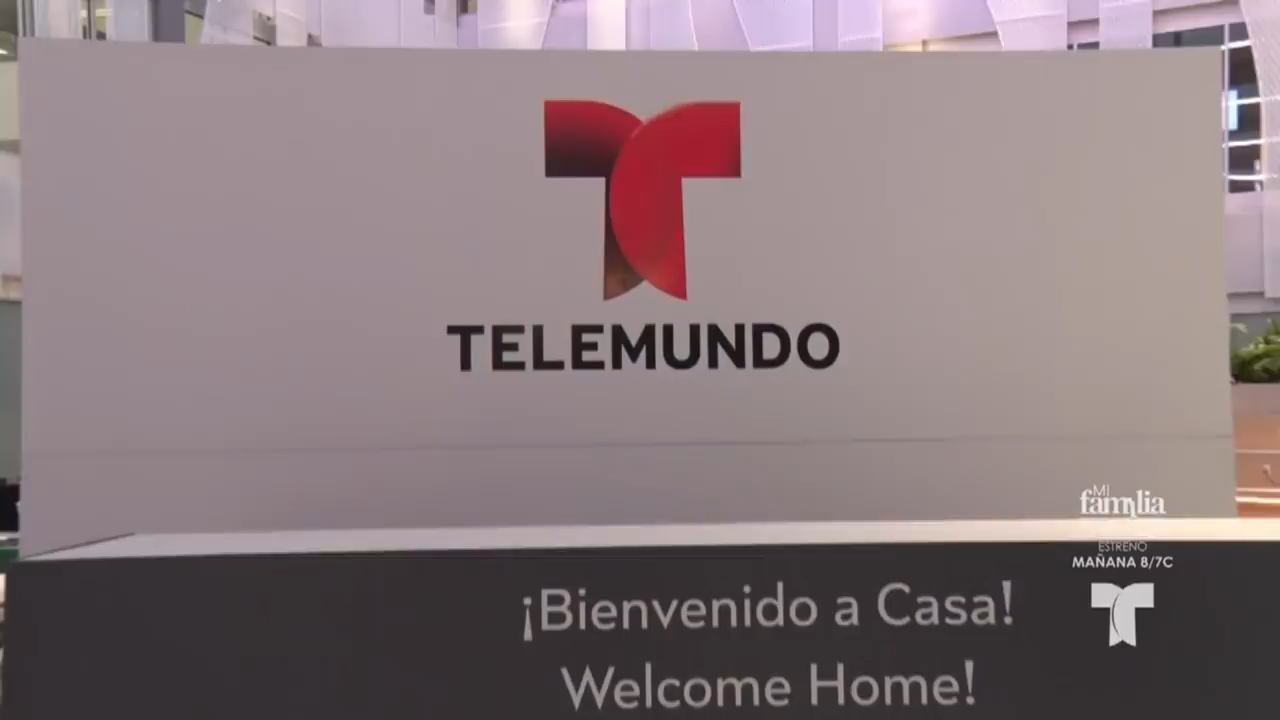 TELEMUNDO
MI
familia
ESTRENO
MAÑANA 8/7C
¡Bienvenido a Casa!
Welcome Home!